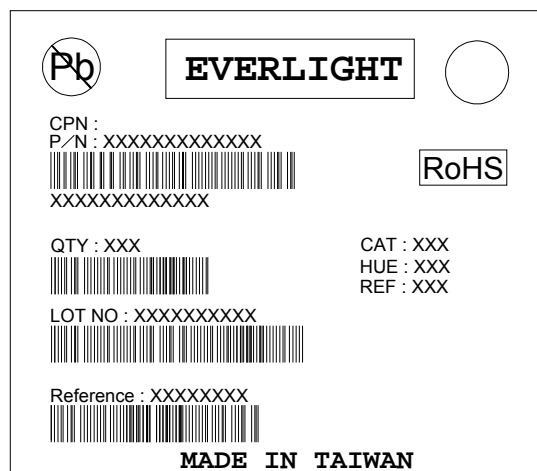 Pb
EVERLIGHT
CPN :
P/N : XXXXXXXXXXXXX
RoHS
XXXXXXXXXXXXX
QTY : XXX
CAT : XXX
HUE : XXX
REF : XXX
LOT NO : XXXXXXXXXX
Reference : XXXXXXXX
MADE IN TAIWAN